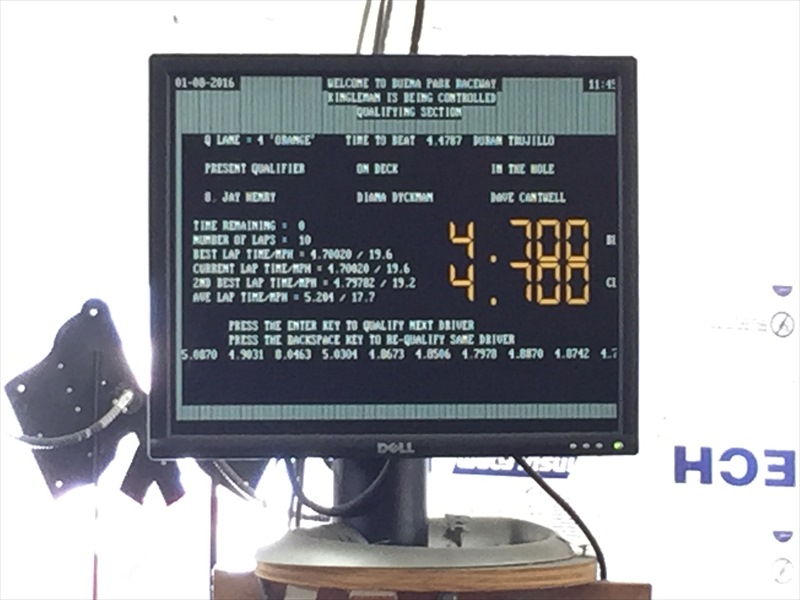 01-08-2016 WELCOME TO BUENA PARK RACEWAY 11:45
KINGLEMAN IS BEING CONTROLLED
QUALIFYING SECTION
Q LANE = 4 "ORANGE" TIME TO BEAT 4.4787 DURAN TRUJILLO
PRESENT QUALIFIER ON DECK IN THE HOLE
8. JAY HENRY DIANA DYCKMAN DAVE CANTWELL
TIME REMAINING = 0
NUMBER OF LAPS = 10
BEST LAP TIME/MPH = 4.70020 / 19.6
CURRENT LAP TIME/MPH = 4.70020 / 19.6
2ND BEST LAP TIME/MPH = 4.79782 / 19.2
AVE LAP TIME/MPH = 5.204 / 17.7
4.700
4.700
PRESS THE ENTER KEY TO QUALIFY NEXT DRIVER
PRESS THE BACKSPACE KEY TO RE-QUALIFY SAME DRIVER
5.0870 4.9031 8.0463 5.0304 4.8673 4.8506 4.7978 4.8870 4.8742 4.7
DELL
ECH